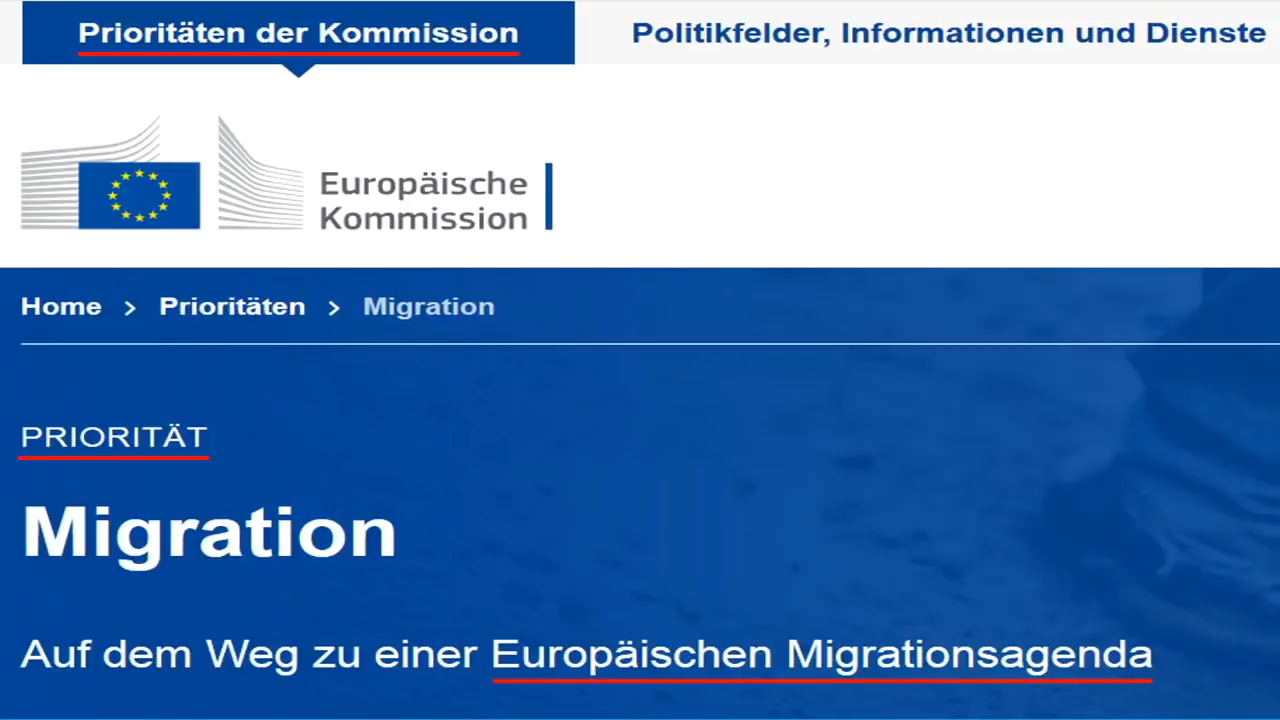 Prioritäten der Kommission Politikfelder, Informationen und Dienste
Europäische
Kommission
Home > Prioritäten > Migration
PRIORITÄT
Migration
Auf dem Weg zu einer Europäischen Migrationsagenda